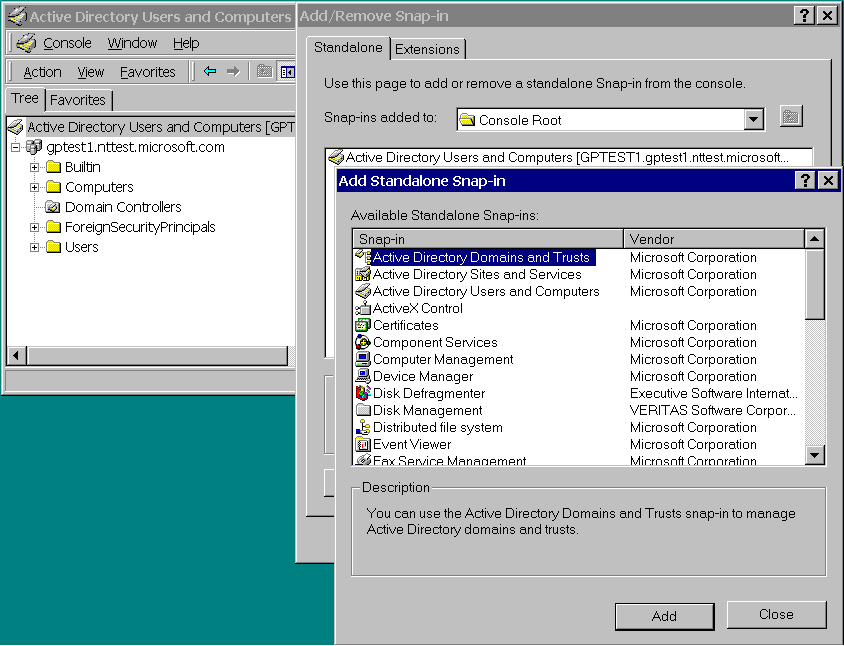 Active Directory Users and Computers
Console Window Help
Action View Favorites
Tree Favorites
Active Directory Users and Computers [GPT
gptest1.nttest.microsoft.com
Builtin
Computers
Domain Controllers
ForeignSecurityPrincipals
Users
Add/Remove Snap-in
Standalone Extensions
Use this page to add or remove a standalone Snap-in from the console.
Snap-ins added to: Console Root
Active Directory Users and Computers [GPTEST1.gptest1.nttest.microsoft...
Add Standalone Snap-in
Available Standalone Snap-ins:
Snap-in Vendor
Active Directory Domains and Trusts Microsoft Corporation
Active Directory Sites and Services Microsoft Corporation
Active Directory Users and Computers Microsoft Corporation
ActiveX Control
Certificates Microsoft Corporation
Component Services Microsoft Corporation
Computer Management Microsoft Corporation
Device Manager Microsoft Corporation
Disk Defragmenter Executive Software Internat...
Disk Management VERITAS Software Corpor...
Distributed file system Microsoft Corporation
Event Viewer Microsoft Corporation
Fax Service Management Microsoft Corporation
Description
You can use the Active Directory Domains and Trusts snap-in to manage
Active Directory domains and trusts.
Add Close